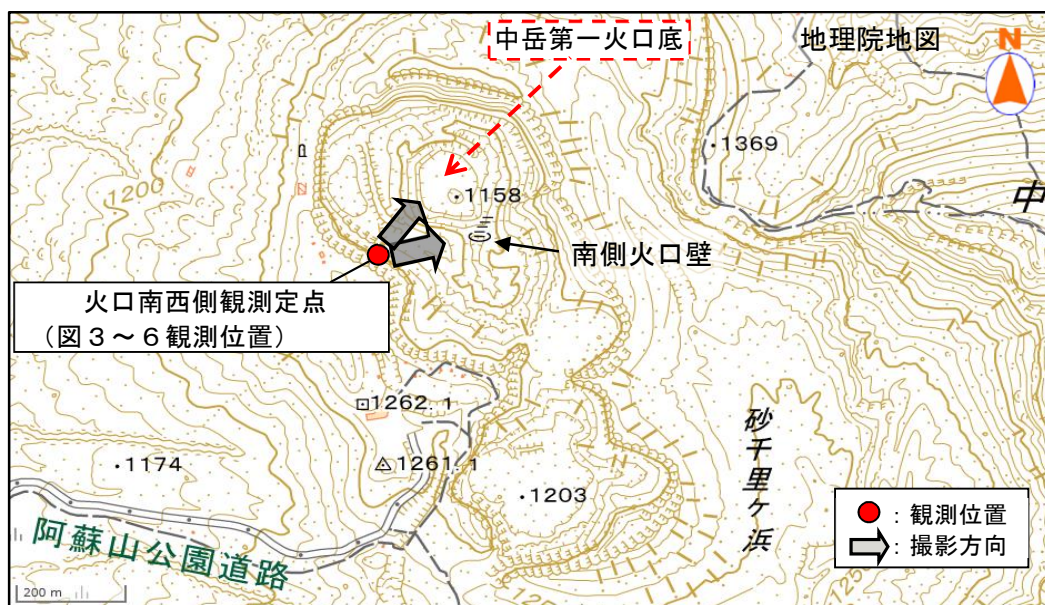 中岳第一火口底
地理院地図
N
1369
1200
1158
中
南側火口壁
火口南西側観測定点
(図3～6観測位置)
1262.1
1261.1
1174
1203
砂千里ヶ浜
阿蘇山公園道路
：観測位置
：撮影方向
200 m
1200